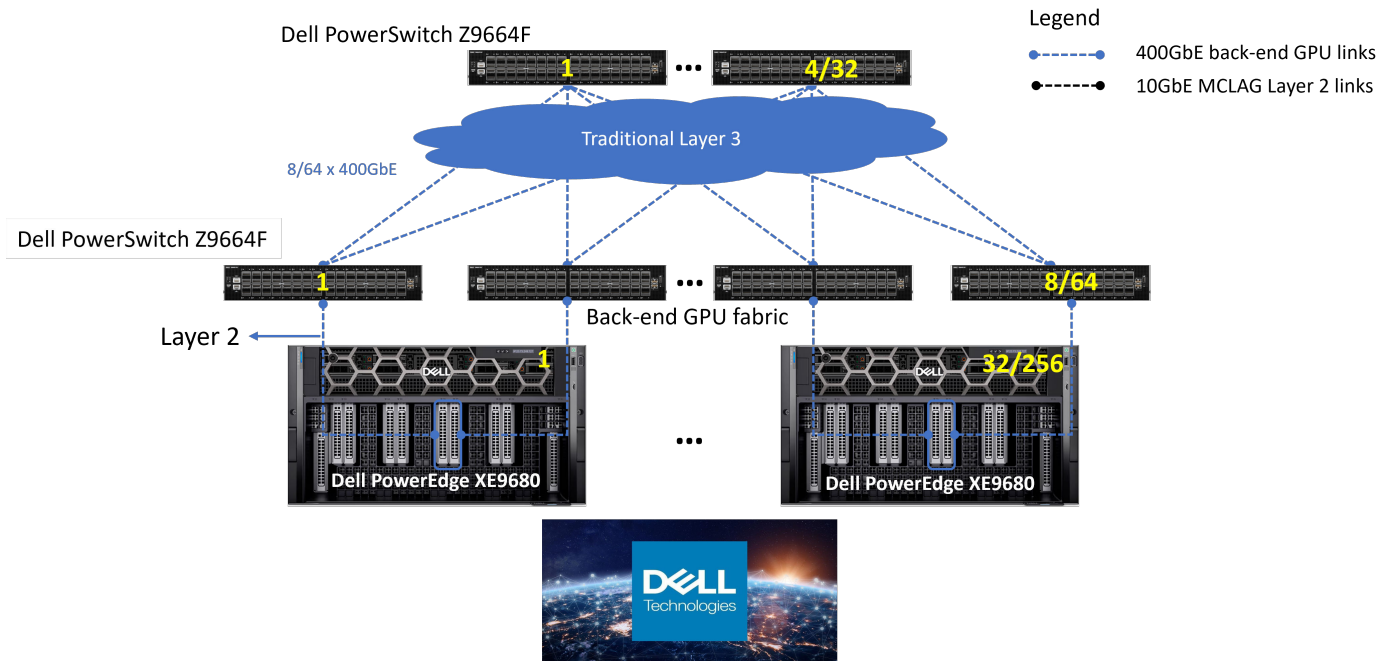 Legend
Dell PowerSwitch Z9664F
400GbE back-end GPU links
1
4/32
10GbE MCLAG Layer 2 links
Traditional Layer 3
8/64 x 400GbE
Dell PowerSwitch Z9664F
1
8/64
Back-end GPU fabric
Layer 2
1
32/256
DELL
DELL
Dell PowerEdge XE9680
Dell PowerEdge XE9680
DELL
Technologies